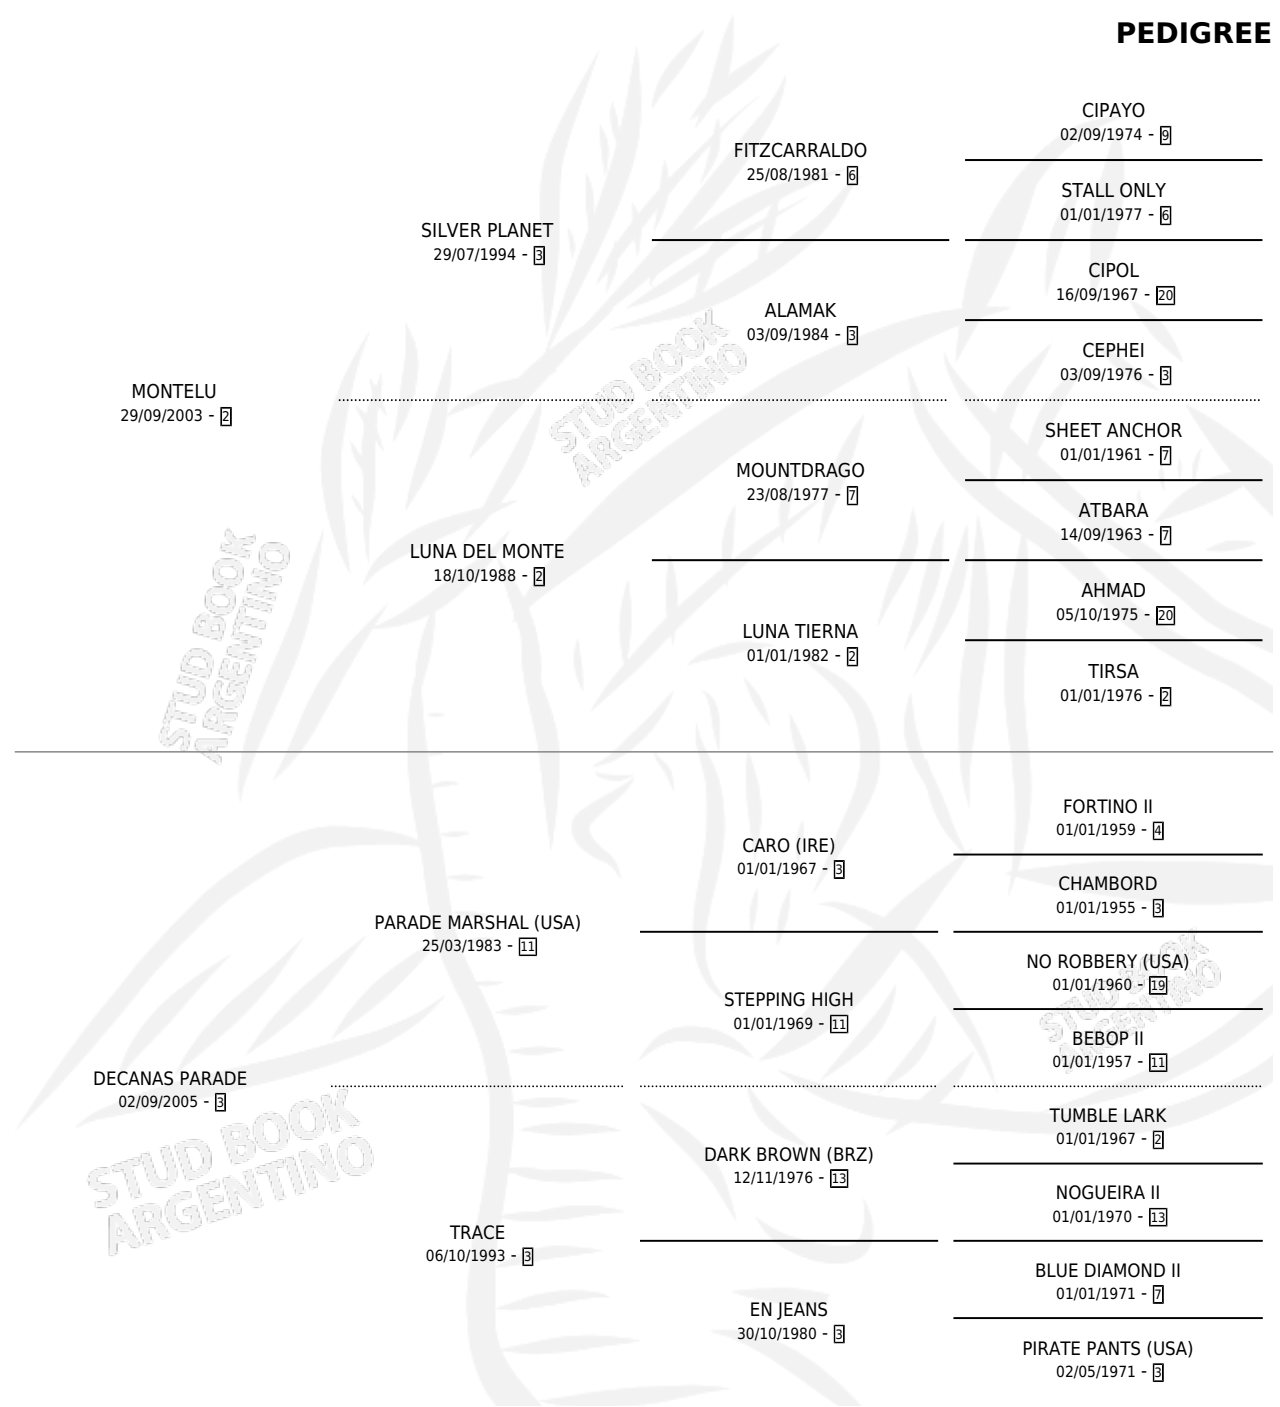 PEDIGREE
CIPAYO
02/09/1974 - 9
FITZCARRALDO
25/08/1981 - 6
STALL ONLY
01/01/1977 - 6
SILVER PLANET
29/07/1994 - 3
CIPOL
16/09/1967 - 20
ALAMAK
03/09/1984 - 3
CEPHEI
03/09/1976 - 3
MONTELU
29/09/2003 - 2
SHEET ANCHOR
01/01/1961 - 7
MOUNTDRAGO
23/08/1977 - 7
ATBARA
14/09/1963 - 7
LUNA DEL MONTE
18/10/1988 - 2
AHMAD
05/10/1975 - 20
LUNA TIERNA
01/01/1982 - 2
TIRSA
01/01/1976 - 2
FORTINO II
01/01/1959 - 4
CARO (IRE)
01/01/1967 - 3
CHAMBORD
01/01/1955 - 3
PARADE MARSHAL (USA)
25/03/1983 - 11
NO ROBBERY (USA)
01/01/1960 - 19
STEPPING HIGH
01/01/1969 - 11
BEBOP II
01/01/1957 - 11
DECANAS PARADE
02/09/2005 - 3
TUMBLE LARK
01/01/1967 - 2
DARK BROWN (BRZ)
12/11/1976 - 13
NOGUEIRA II
01/01/1970 - 13
TRACE
06/10/1993 - 3
BLUE DIAMOND II
01/01/1971 - 7
EN JEANS
30/10/1980 - 3
PIRATE PANTS (USA)
02/05/1971 - 3
STUD BOOK
ARGENTINO
STUD BOOK
ARGENTINO
STUD BOOK
ARGENTINO
STUD BOOK
ARGENTINO